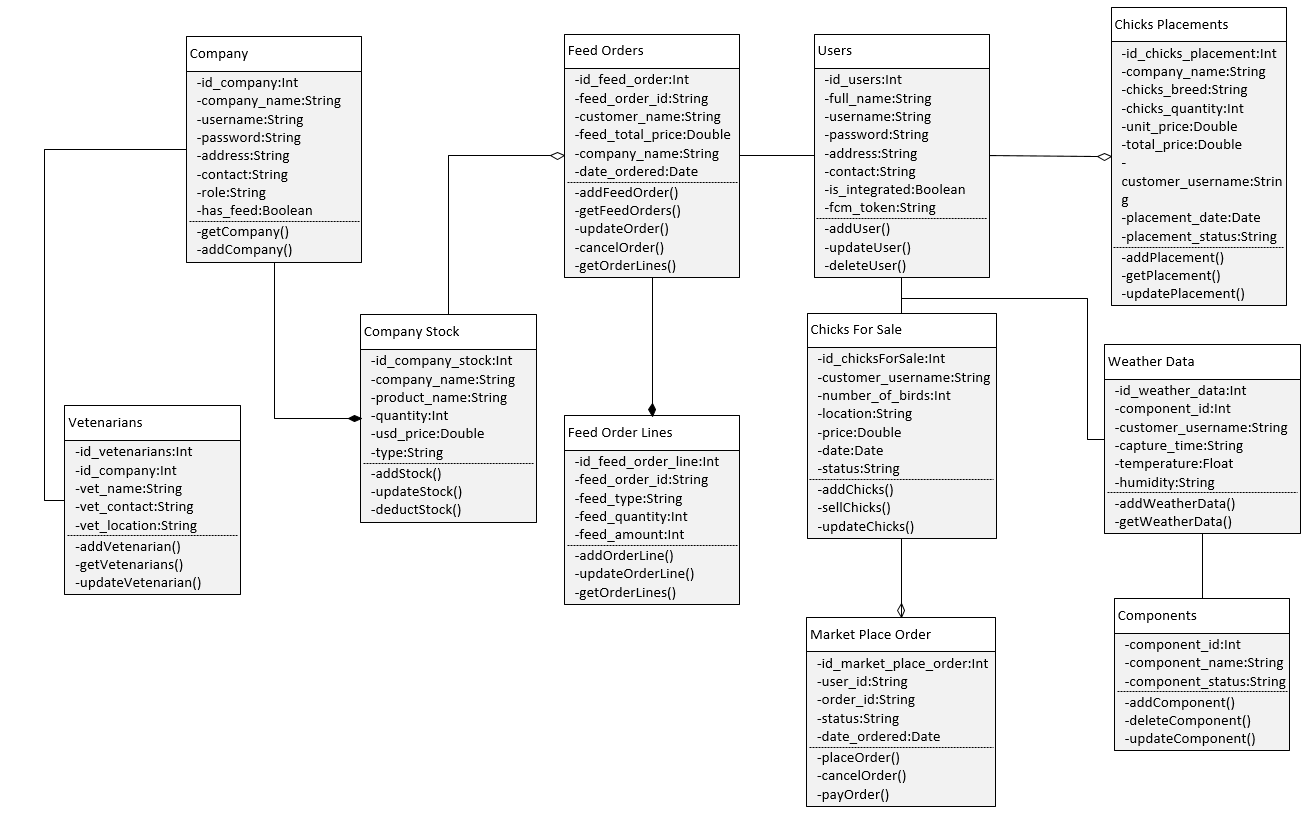 Company
-id_company:Int
-company_name:String
-username:String
-password:String
-address:String
-contact:String
-role:String
-has_feed:Boolean
-getCompany()
-addCompany()
Feed Orders
-id_feed_order:Int
-feed_order_id:String
-customer_name:String
-feed_total_price:Double
-company_name:String
-date_ordered:Date
-addFeedOrder()
-getFeedOrders()
-updateOrder()
-cancelOrder()
-getOrderLines()
Users
-id_users:Int
-full_name:String
-username:String
-password:String
-address:String
-contact:String
-is_integrated:Boolean
-fcm_token:String
-addUser()
-updateUser()
-deleteUser()
Chicks Placements
-id_chicks_placement:Int
-company_name:String
-chicks_breed:String
-chicks_quantity:Int
-unit_price:Double
-total_price:Double
-
customer_username:Strin
g
-placement_date:Date
-placement_status:String
-addPlacement()
-getPlacement()
-updatePlacement()
Company Stock
-id_company_stock:Int
-company_name:String
-product_name:String
-quantity:Int
-usd_price:Double
-type:String
-addStock()
-updateStock()
-deductStock()
Chicks For Sale
-id_chicksForSale:Int
-customer_username:String
-number_of_birds:Int
-location:String
-price:Double
-date:Date
-status:String
-addChicks()
-sellChicks()
-updateChicks()
Weather Data
-id_weather_data:Int
-component_id:Int
-customer_username:String
-capture_time:String
-temperature:Float
-humidity:String
-addWeatherData()
-getWeatherData()
Vetenarians
-id_vetenarians:Int
-id_company:Int
-vet_name:String
-vet_contact:String
-vet_location:String
-addVetenarian()
-getVetenarians()
-updateVetenarian()
Feed Order Lines
-id_feed_order_line:Int
-feed_order_id:String
-feed_type:String
-feed_quantity:Int
-feed_amount:Int
-addOrderLine()
-updateOrderLine()
-getOrderLines()
Market Place Order
-id_market_place_order:Int
-user_id:String
-order_id:String
-status:String
-date_ordered:Date
-placeOrder()
-cancelOrder()
-payOrder()
Components
-component_id:Int
-component_name:String
-component_status:String
-addComponent()
-deleteComponent()
-updateComponent()